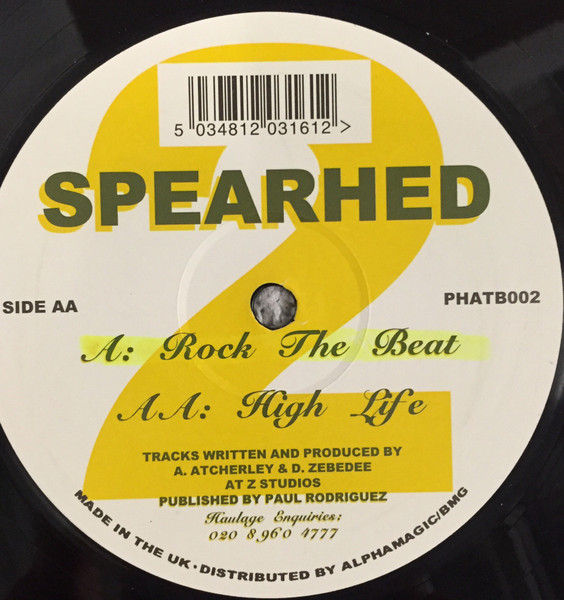 5 034812 031612 >
SPEARHED
SIDE AA
PHATB002
A: Rock The Beat
AA: High Life
TRACKS WRITTEN AND PRODUCED BY
A. ATCHERLEY & D. ZEBEDEE
AT Z STUDIOS
PUBLISHED BY PAUL RODRIGUEZ
Haulage Enquiries:
020 8960 4777
MADE IN THE UK · DISTRIBUTED BY ALPHAMAGIC/BMG
2